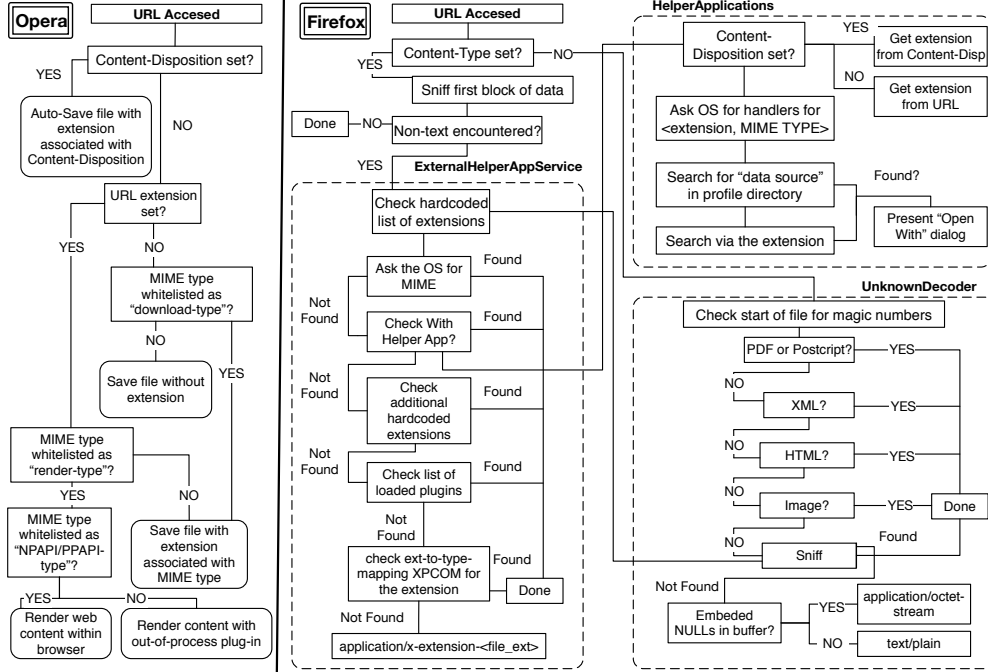 Opera
URL Accesed
Content-Disposition set?
YES
Auto-Save file with
extension
associated with
Content-Disposition
NO
URL extension
set?
YES
NO
MIME type
whitelisted as
“download-type”?
NO
YES
Save file without
extension
MIME type
whitelisted as
“render-type”?
YES
NO
MIME type
whitelisted as
“NPAPI/PPAPI-
type”?
Save file with
extension
associated with
MIME type
YES
NO
Render web
content within
browser
Render content with
out-of-process plug-in
Firefox
URL Accesed
Content-Type set?
NO
YES
Sniff first block of data
Done
NO
Non-text encountered?
YES
ExternalHelperAppService
Check hardcoded
list of extensions
Ask the OS for
MIME
Found
Not
Found
Check With
Helper App?
Found
Not
Found
Check
additional
hardcoded
extensions
Found
Not
Found
Check list of
loaded plugins
Found
Not
Found
check ext-to-type-
mapping XPCOM for
the extension
Found
Done
Not Found
application/x-extension-<file_ext>
HelperApplications
Content-
Disposition set?
YES
Get extension
from Content-Disp
NO
Get extension
from URL
Ask OS for handlers for
<extension, MIME TYPE>
Search for “data source”
in profile directory
Found?
Present “Open
With” dialog
Search via the extension
UnknownDecoder
Check start of file for magic numbers
PDF or Postcript?
YES
NO
XML?
YES
NO
HTML?
YES
NO
Image?
YES
Done
NO
Sniff
Found
Not Found
Embeded
NULLs in buffer?
YES
application/octet-
stream
NO
text/plain